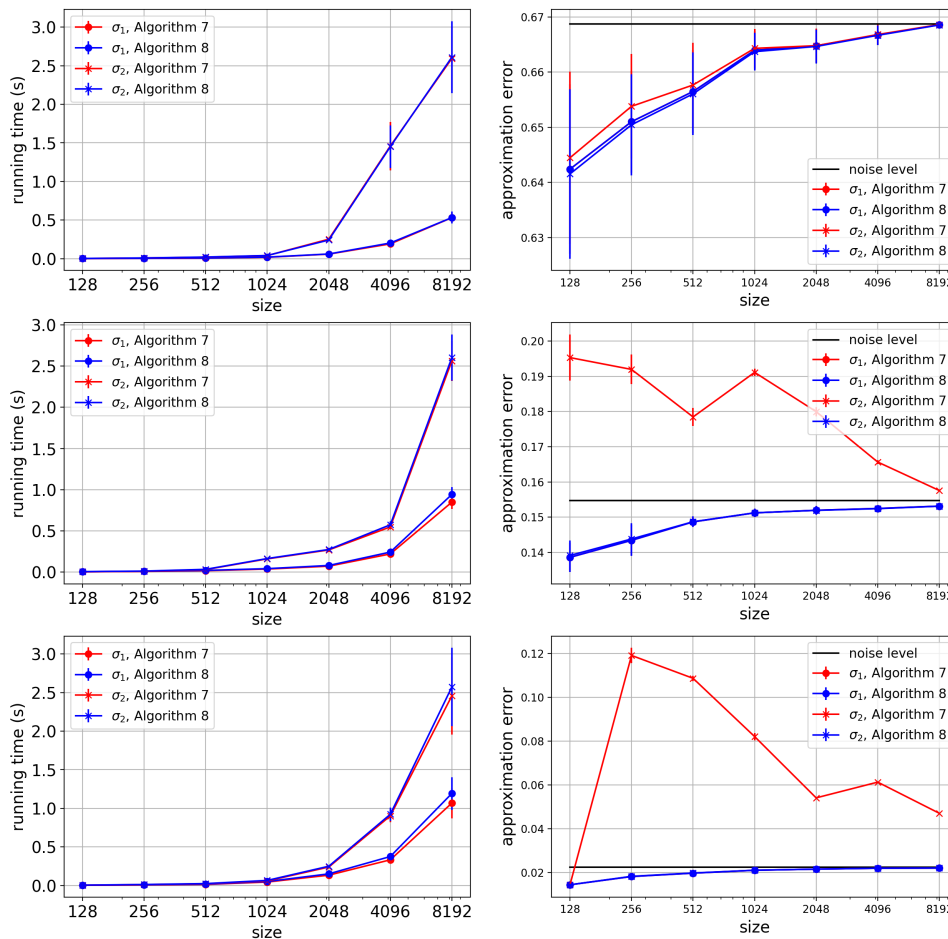 running time (s)
3.0
2.5
2.0
1.5
1.0
0.5
0.0
σ1, Algorithm 7
σ1, Algorithm 8
σ2, Algorithm 7
σ2, Algorithm 8
128 256 512 1024 2048 4096 8192
size
approximation error
0.67
0.66
0.65
0.64
0.63
noise level
σ1, Algorithm 7
σ1, Algorithm 8
σ2, Algorithm 7
σ2, Algorithm 8
128 256 512 1024 2048 4096 8192
size
running time (s)
3.0
2.5
2.0
1.5
1.0
0.5
0.0
σ1, Algorithm 7
σ1, Algorithm 8
σ2, Algorithm 7
σ2, Algorithm 8
128 256 512 1024 2048 4096 8192
size
approximation error
0.20
0.19
0.18
0.17
0.16
0.15
0.14
noise level
σ1, Algorithm 7
σ1, Algorithm 8
σ2, Algorithm 7
σ2, Algorithm 8
128 256 512 1024 2048 4096 8192
size
running time (s)
3.0
2.5
2.0
1.5
1.0
0.5
0.0
σ1, Algorithm 7
σ1, Algorithm 8
σ2, Algorithm 7
σ2, Algorithm 8
128 256 512 1024 2048 4096 8192
size
approximation error
0.12
0.10
0.08
0.06
0.04
0.02
noise level
σ1, Algorithm 7
σ1, Algorithm 8
σ2, Algorithm 7
σ2, Algorithm 8
128 256 512 1024 2048 4096 8192
size